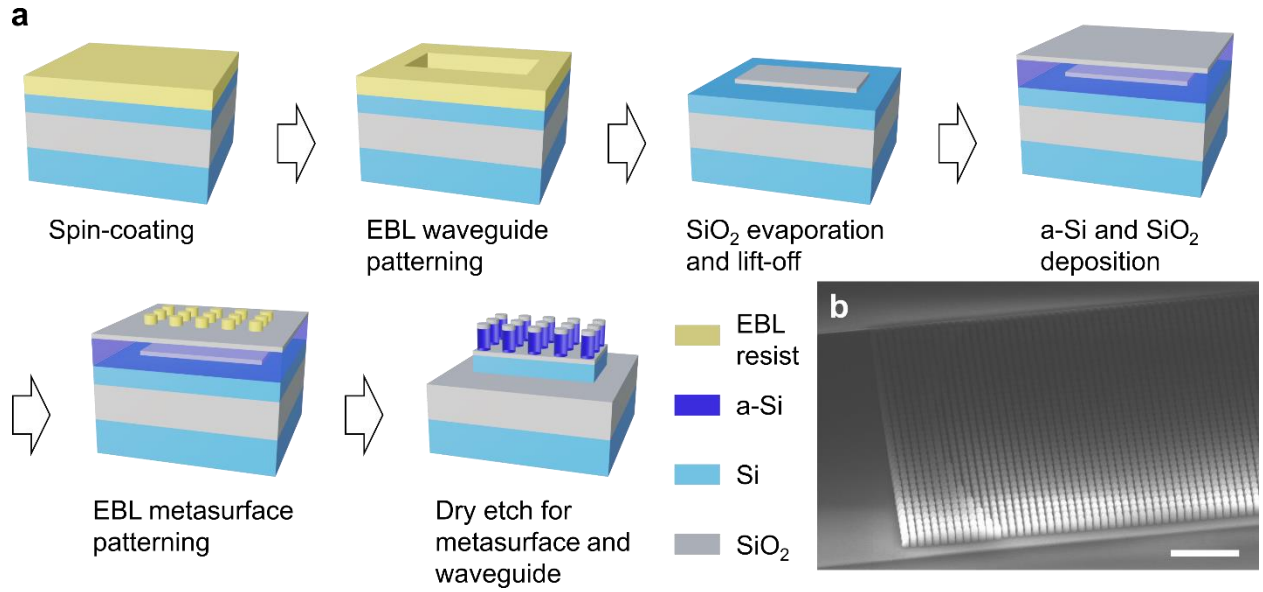 a
Spin-coating
EBL waveguide
patterning
SiO₂ evaporation
and lift-off
a-Si and SiO₂
deposition
EBL metasurface
patterning
Dry etch for
metasurface and
waveguide
EBL
resist
a-Si
Si
SiO₂
b